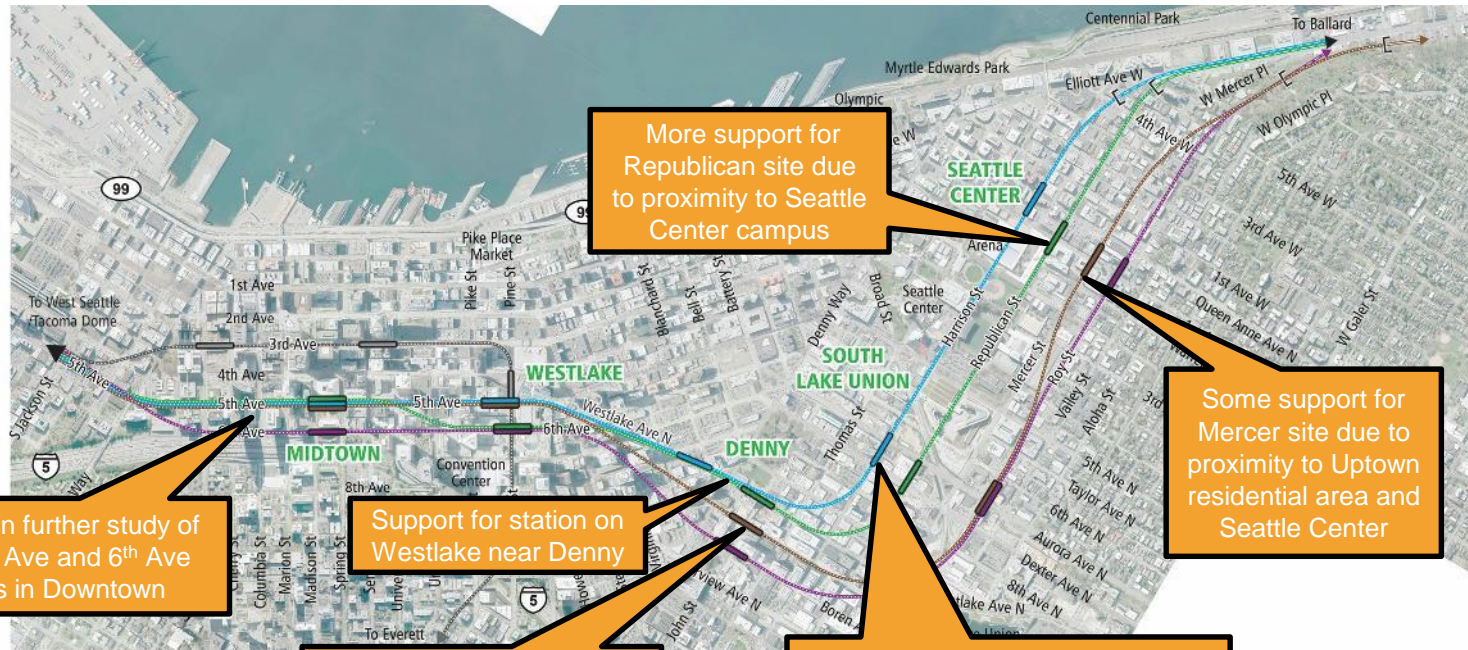 Centennial Park
To Ballard
Myrtle Edwards Park
Elliott Ave W
W Mercer Pl
Olympic
W Olympic Pl
4th Ave W
5th Ave W
3rd Ave W
1st Ave W
Queen Anne Ave N
W Galer St
More support for
Republican site due
to proximity to Seattle
Center campus
SEATTLE
CENTER
Arena
99
Pike Place
Market
Pike St
Pine St
1st Ave
2nd Ave
3rd Ave
4th Ave
5th Ave
5th Ave
6th Ave
8th Ave
To West Seattle
/Tacoma Dome
5th Ave
S Jackson St
5
Blanchard St
Bell St
Battery St
Denny Way
Broad St
Seattle
Center
Harrison St
Republican St
Mercer St
Roy St
Valley St
Aloha St
WESTLAKE
Westlake Ave N
SOUTH
LAKE UNION
Thomas St
DENNY
MIDTOWN
Convention
Center
Some support for
Mercer site due to
proximity to Uptown
residential area and
Seattle Center
5th Ave N
Taylor Ave N
6th Ave N
Aurora Ave N
Dexter Ave N
8th Ave N
n further study of
Ave and 6th Ave
s in Downtown
Support for station on
Westlake near Denny
Columbia St
Marion St
Madison St
Spring St
John St
5
To Everett